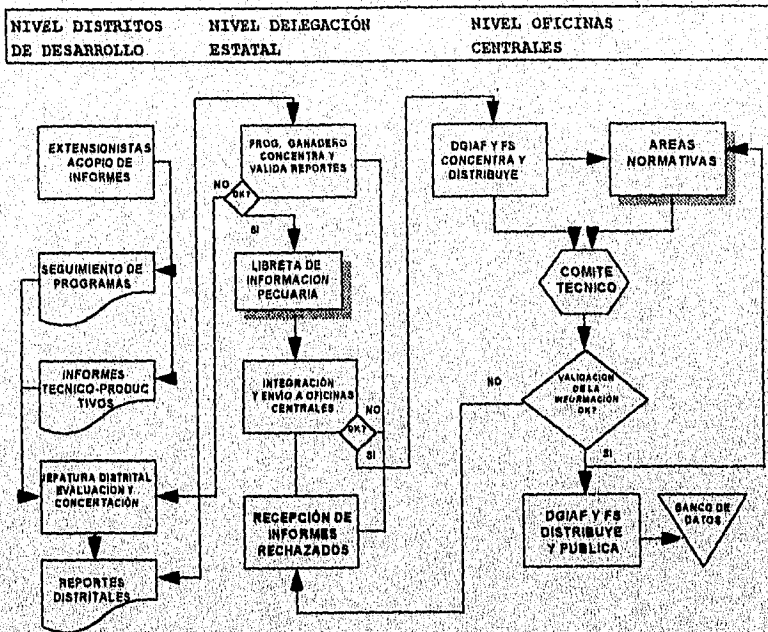 NIVEL DISTRITOS
DE DESARROLLO
NIVEL DELEGACIÓN
ESTATAL
NIVEL OFICINAS
CENTRALES
EXTENSIONISTAS
ACOPIO DE
INFORMES
SEGUIMIENTO DE
PROGRAMAS
INFORMES
TECNICO-PRODUC
TIVOS
JEFATURA DISTRITAL
EVALUACION Y
CONCENTACIÓN
REPORTES
DISTRITALES
PROG. GANADERO
CONCENTRA Y
VALIDA REPORTES
NO
OK?
SI
LIBRETA DE
INFORMACION
PECUARIA
INTEGRACIÓN
Y ENVIO A OFICINAS
CENTRALES
NO
OK?
SI
RECEPCIÓN DE
INFORMES
RECHAZADOS
DGIAF Y FS
CONCENTRA Y
DISTRIBUYE
AREAS
NORMATIVAS
COMITE
TECNICO
NO
VALIDACION
DE LA
INFORMACION
OK?
SI
DGIAF Y FS
DISTRIBUYE
Y PUBLICA
BANCO DE
DATOS